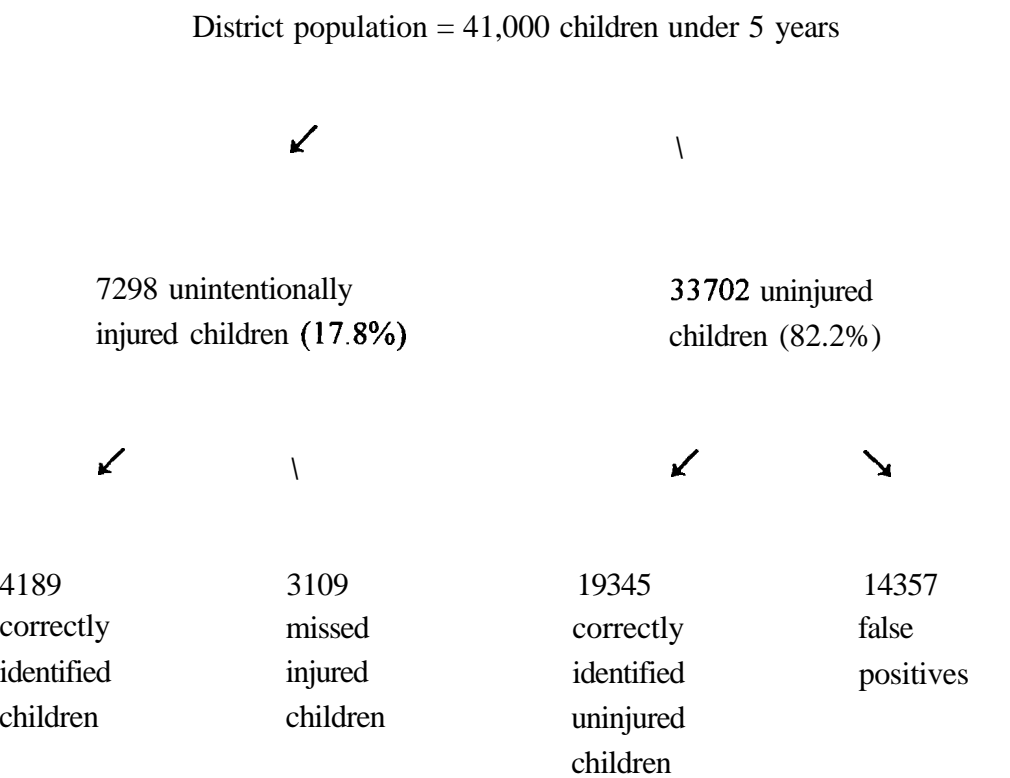 District population = 41,000 children under 5 years
7298 unintentionally
injured children (17.8%)
33702 uninjured
children (82.2%)
4189
correctly
identified
children
3109
missed
injured
children
19345
correctly
identified
uninjured
children
14357
false
positives